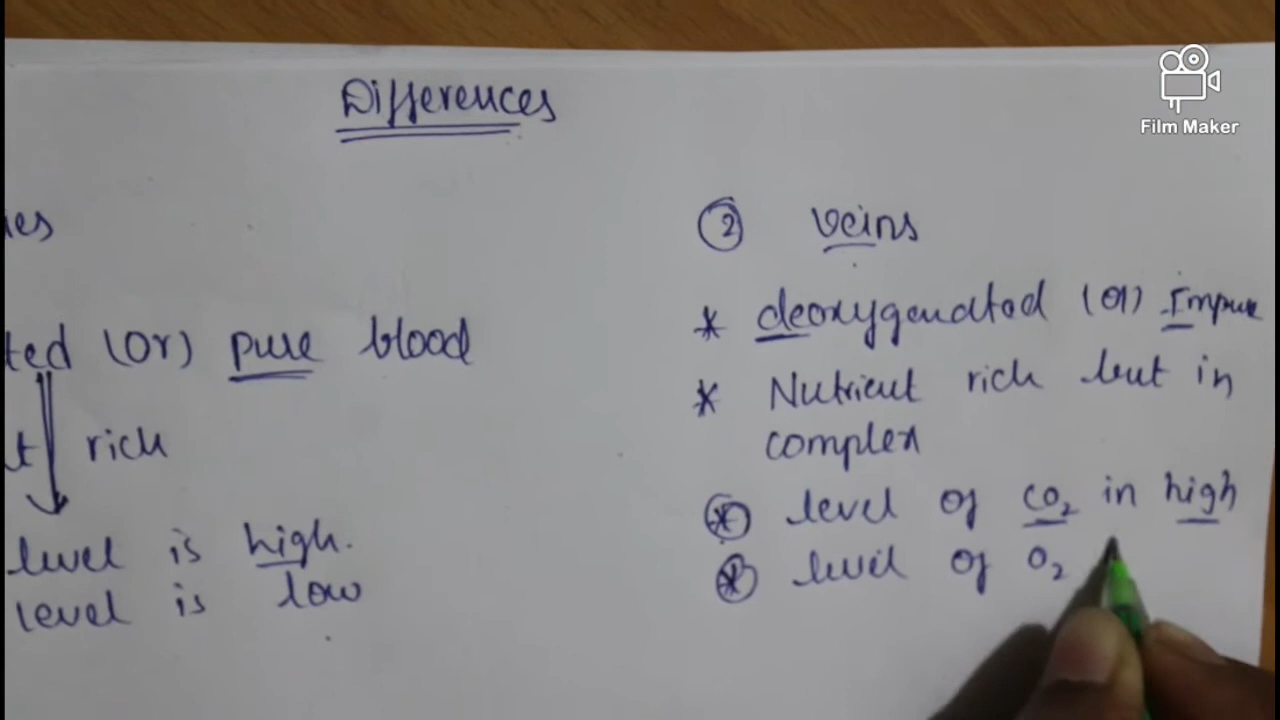 Differences
Film Maker
ies
ted (Or) pure blood
t rich
level is high.
level is low
2 veins
* deoxygenated (Or) Impure
* Nutrient rich but in
complex
* level of CO₂ in high
* level of O₂